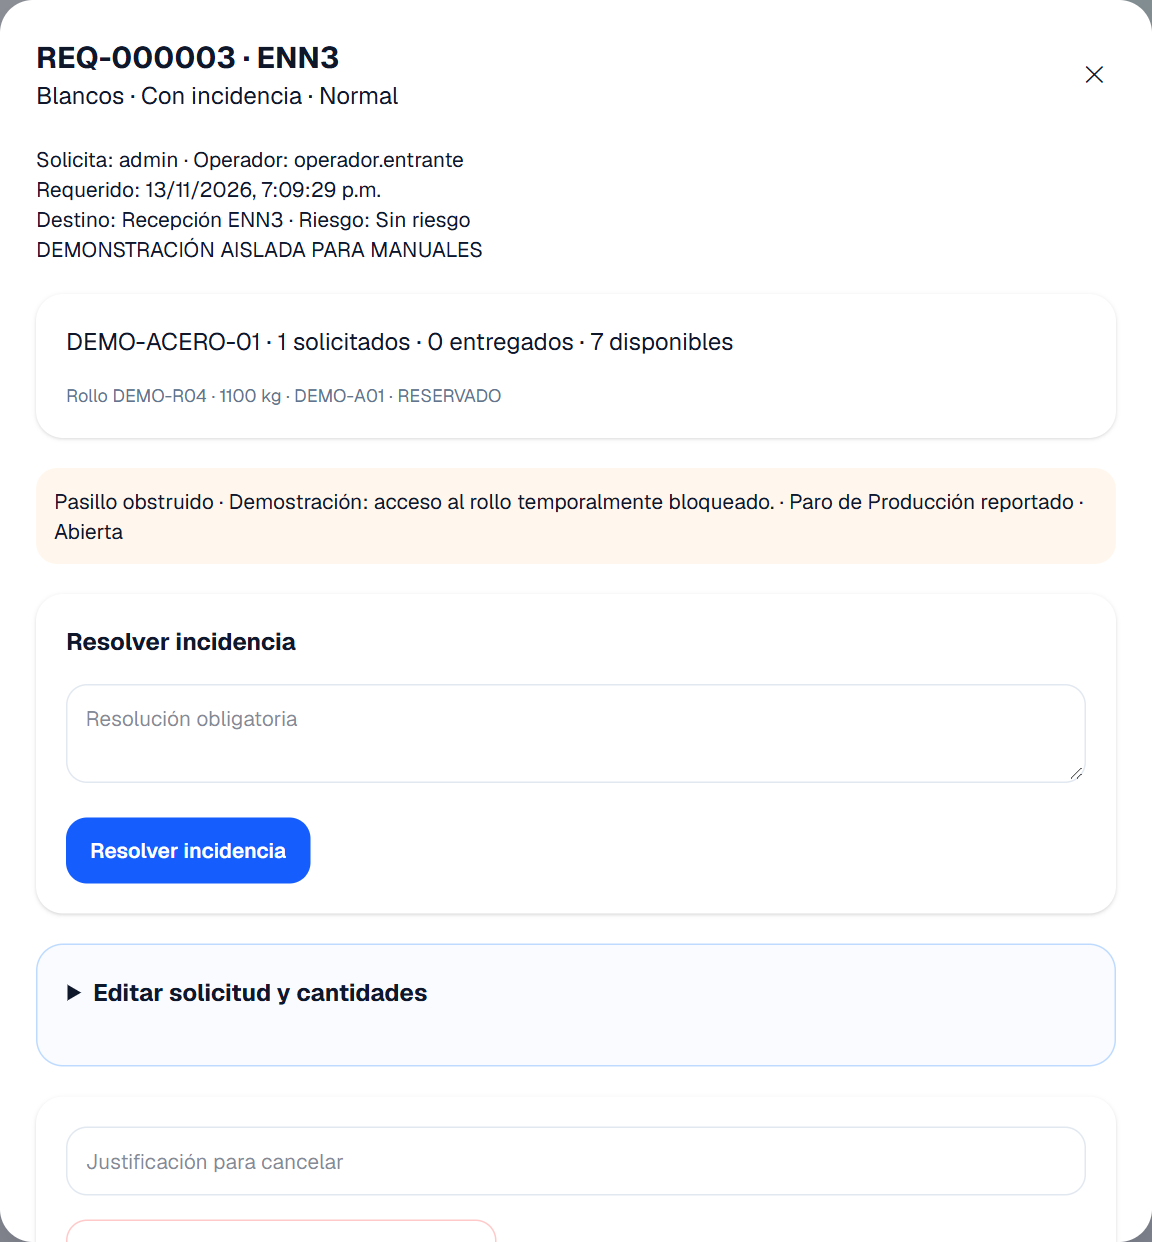 REQ-000003 · ENN3
Blancos · Con incidencia · Normal
Solicita: admin · Operador: operador.entrante
Requerido: 13/11/2026, 7:09:29 p.m.
Destino: Recepción ENN3 · Riesgo: Sin riesgo
DEMONSTRACIÓN AISLADA PARA MANUALES
DEMO-ACERO-01 · 1 solicitados · 0 entregados · 7 disponibles
Rollo DEMO-R04 · 1100 kg · DEMO-A01 · RESERVADO
Pasillo obstruido · Demostración: acceso al rollo temporalmente bloqueado. · Paro de Producción reportado ·
Abierta
Resolver incidencia
Resolución obligatoria
Resolver incidencia
Editar solicitud y cantidades
Justificación para cancelar